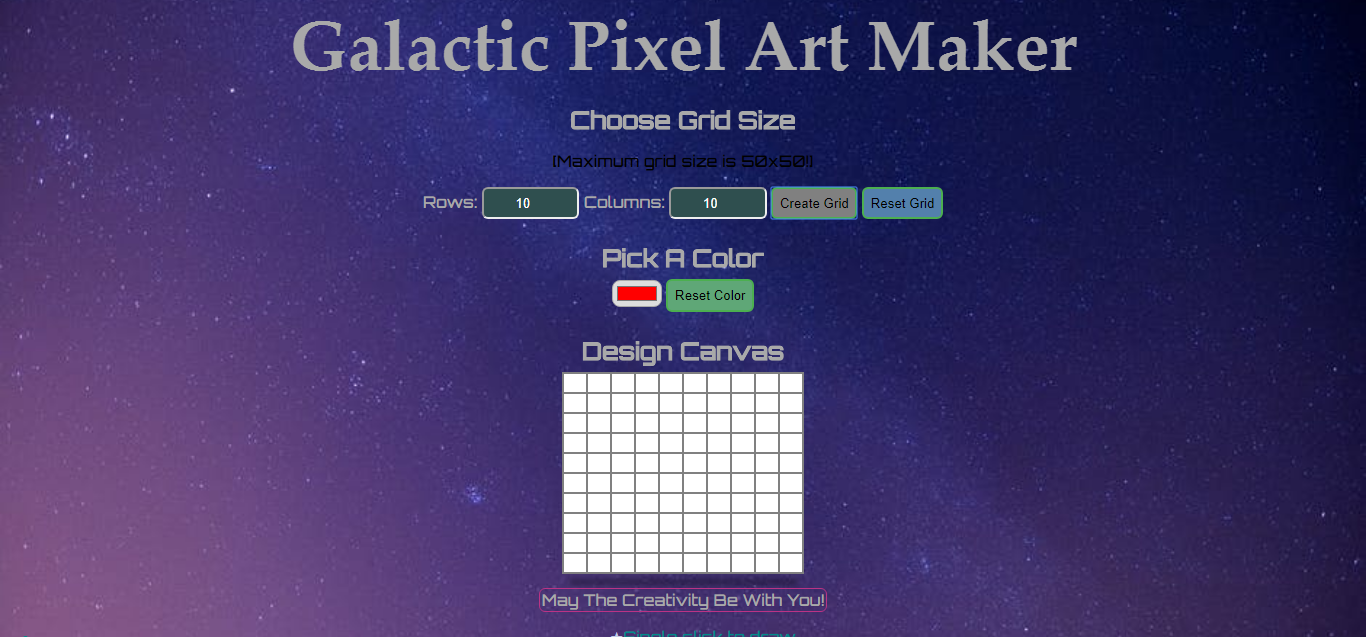 Galactic Pixel Art Maker
Choose Grid Size
(Maximum grid size is 50x50!)
Rows: 10 Columns: 10 Create Grid Reset Grid
Pick A Color
Reset Color
Design Canvas
May The Creativity Be With You!
★Single click to draw